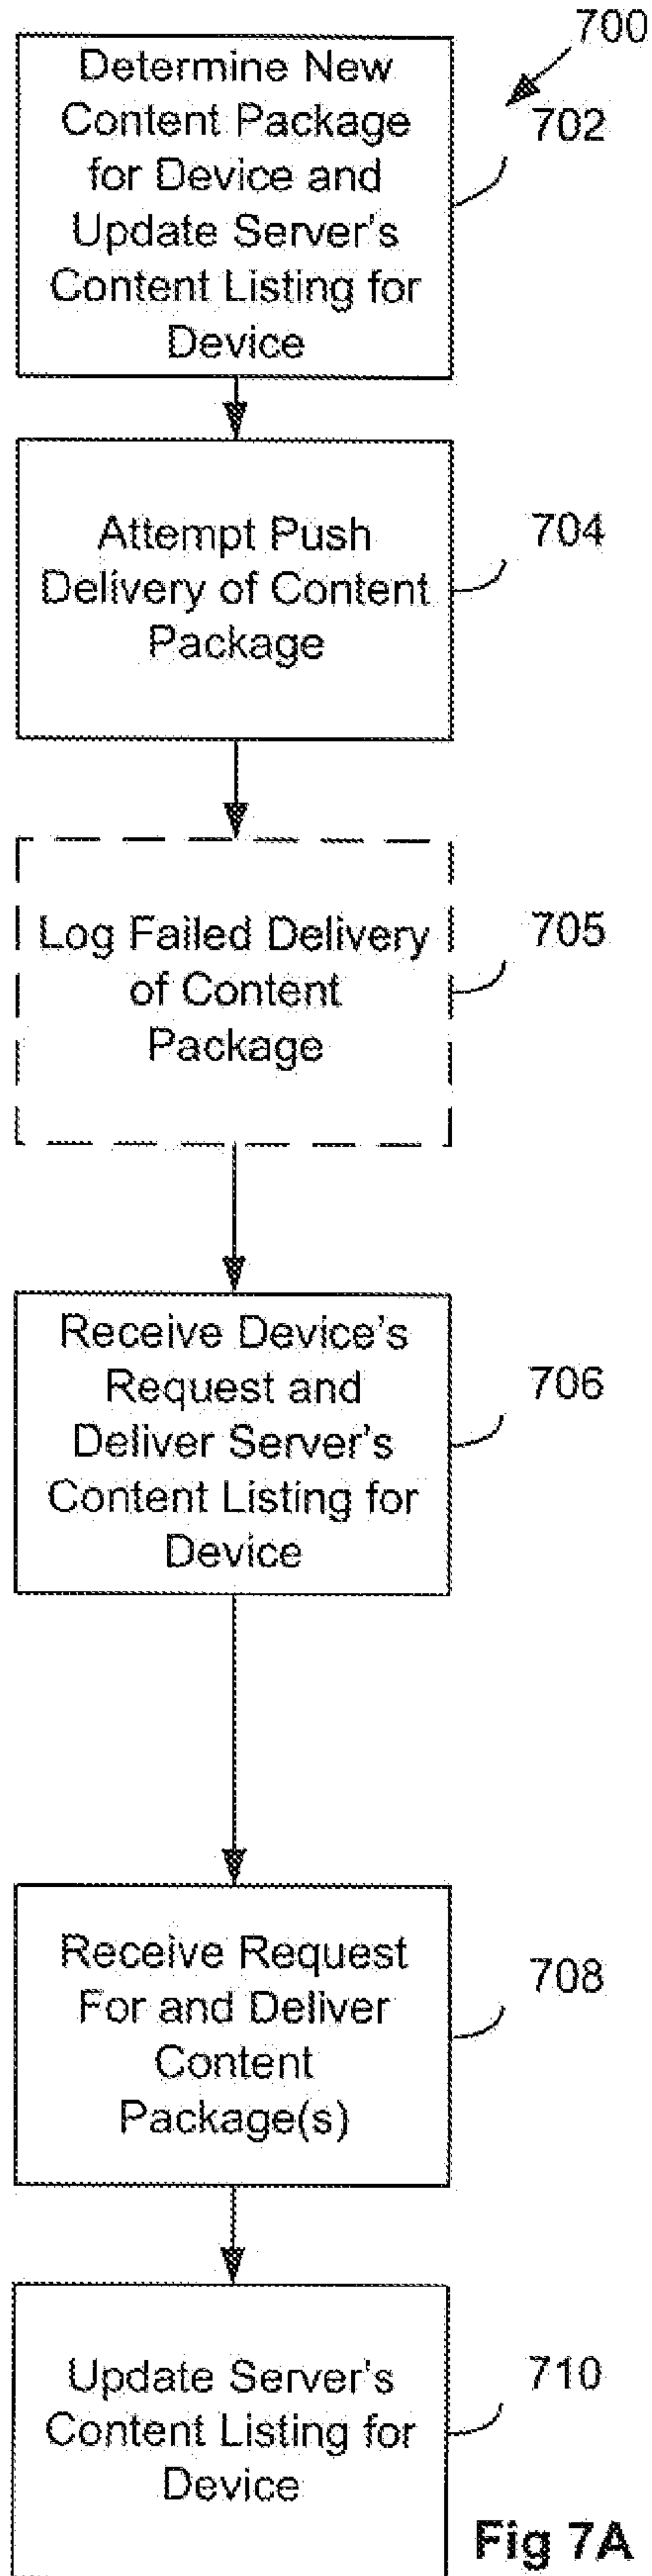 700
Determine New
Content Package
for Device and
Update Server's
Content Listing for
Device
702
Attempt Push
Delivery of Content
Package
704
Log Failed Delivery
of Content
Package
705
Receive Device's
Request and
Deliver Server's
Content Listing for
Device
706
Receive Request
For and Deliver
Content
Package(s)
708
Update Server's
Content Listing for
Device
710
Fig 7A